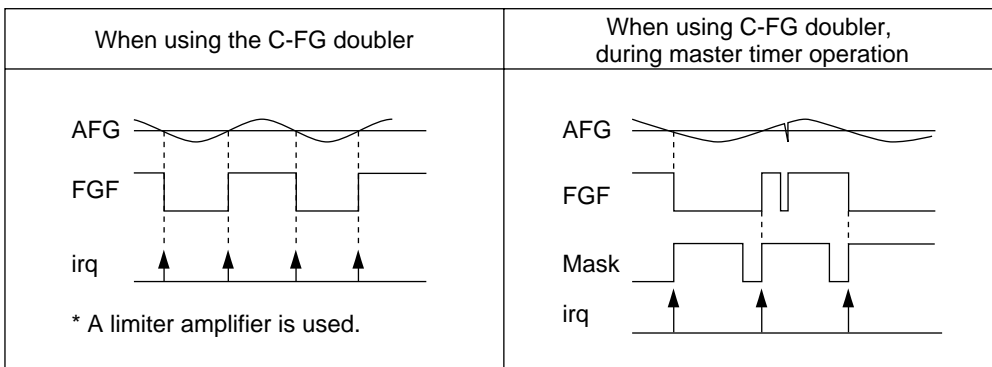 When using the C-FG doubler
When using C-FG doubler,
during master timer operation
AFG
FGF
irq
* A limiter amplifier is used.
AFG
FGF
Mask
irq